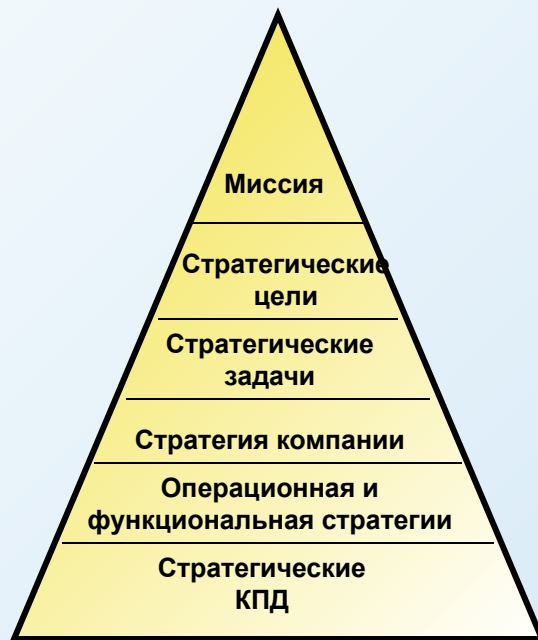 Миссия
Стратегические
цели
Стратегические
задачи
Стратегия компании
Операционная и
функциональная стратегии
Стратегические
КПД